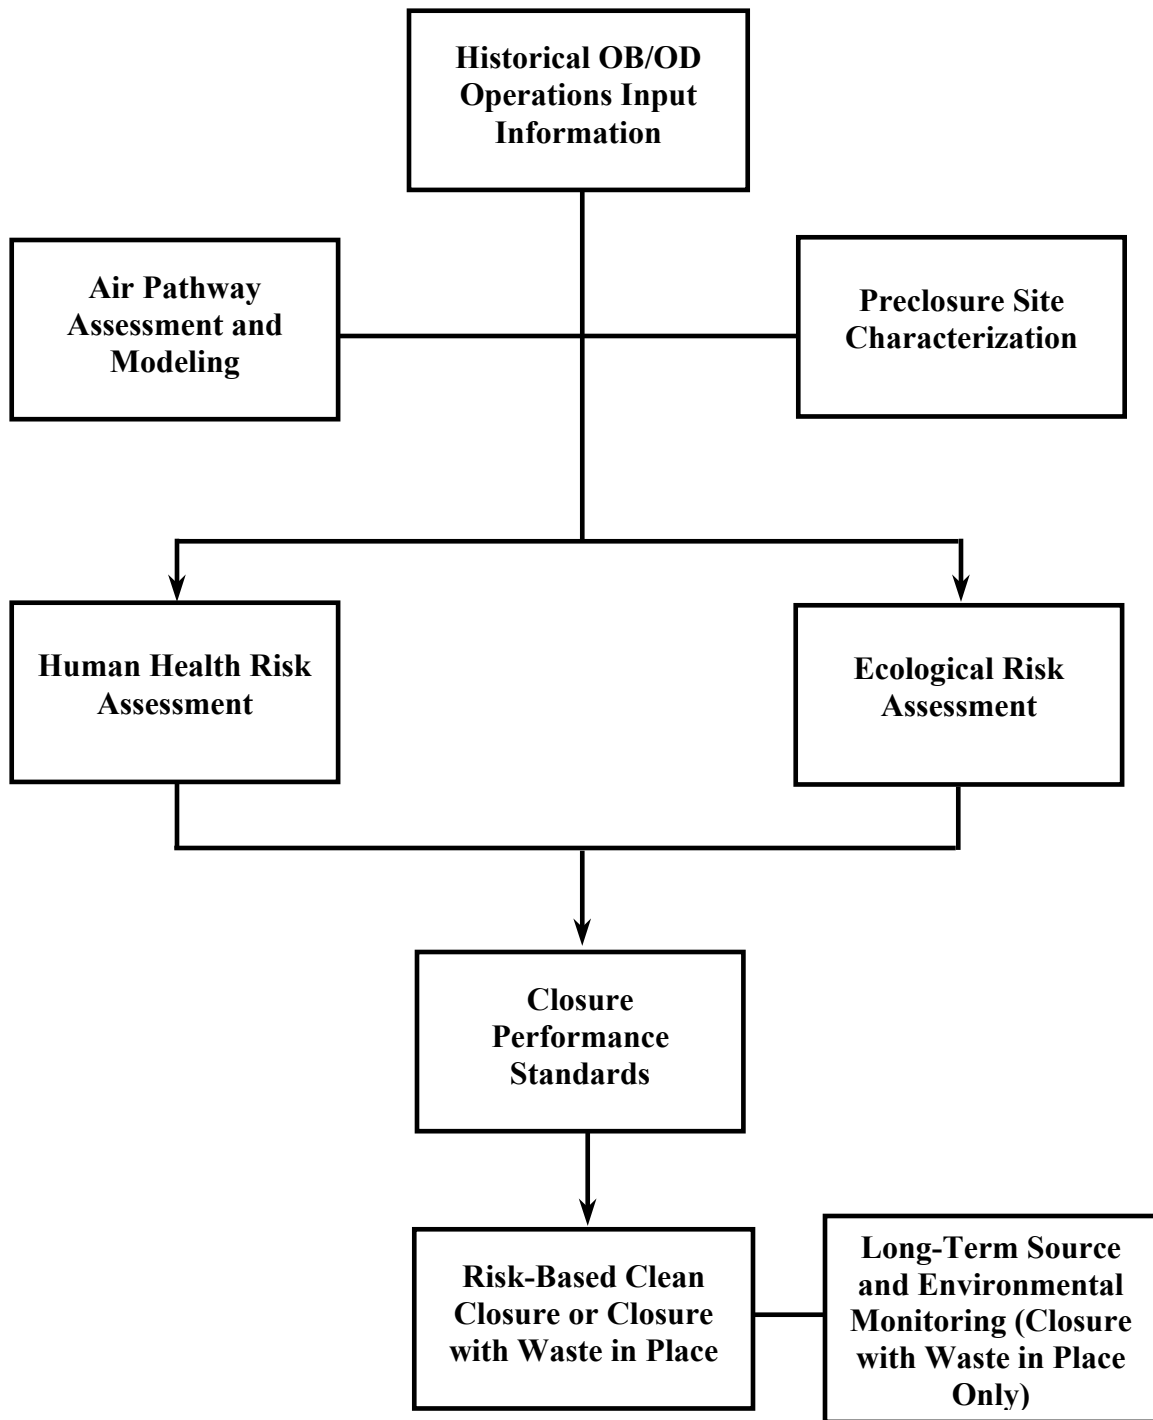 Historical OB/OD
Operations Input
Information
Air Pathway
Assessment and
Modeling
Preclosure Site
Characterization
Human Health Risk
Assessment
Ecological Risk
Assessment
Closure
Performance
Standards
Risk-Based Clean
Closure or Closure
with Waste in Place
Long-Term Source
and Environmental
Monitoring (Closure
with Waste in Place
Only)